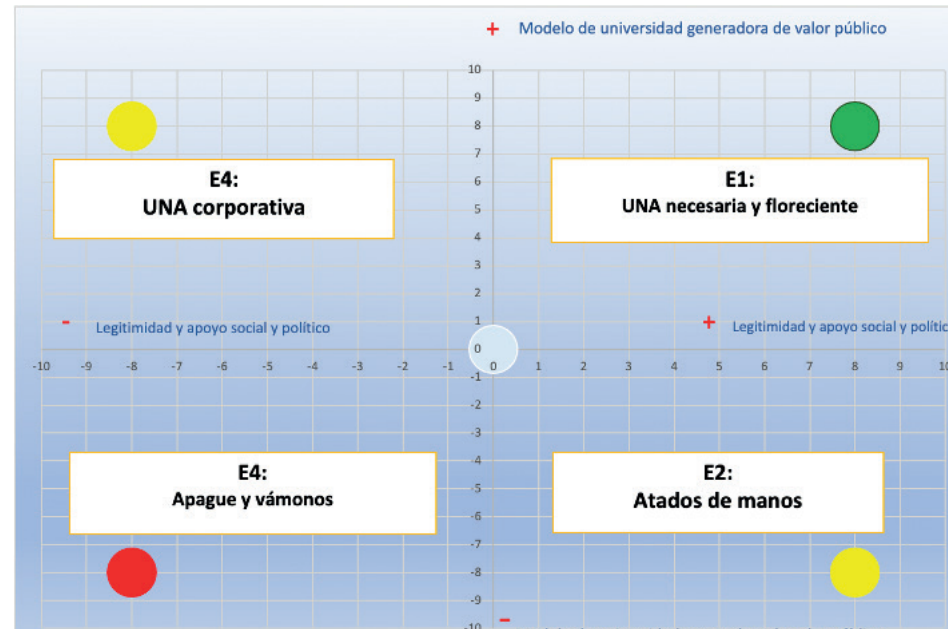 + Modelo de universidad generadora de valor público
10
9
8
7
E4:
UNA corporativa
E1:
UNA necesaria y floreciente
6
5
4
3
2
1
- Legitimidad y apoyo social y político
+ Legitimidad y apoyo social y polític
0
-10 -9 -8 -7 -6 -5 -4 -3 -2 -1 0 1 2 3 4 5 6 7 8 9 10
-1
-2
-3
-4
E4:
Apague y vámonos
E2:
Atados de manos
-5
-6
-7
-8
-9
-
-10